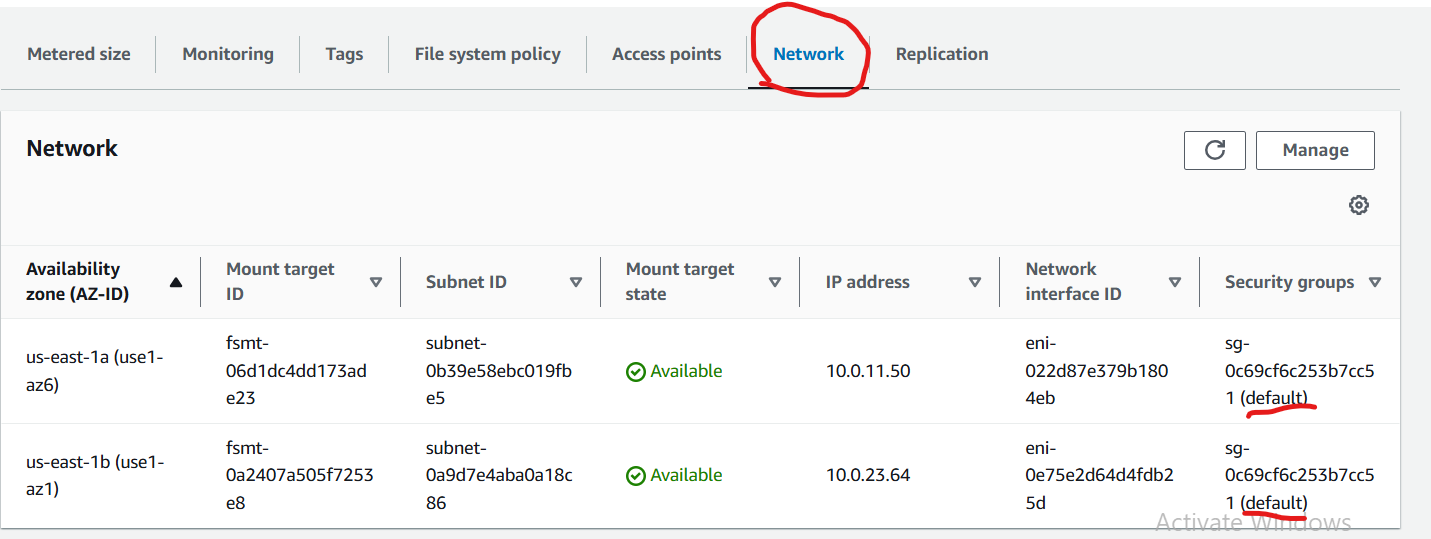 Metered size Monitoring Tags File system policy Access points Network Replication
Network
Manage
Availability zone (AZ-ID) Mount target ID Subnet ID Mount target state IP address Network interface ID Security groups
us-east-1a (use1-az6) fsmt-06d1dc4dd173ade23 subnet-0b39e58ebc019fbe5 Available 10.0.11.50 eni-022d87e379b1804eb sg-0c69cf6c253b7cc51 (default)
us-east-1b (use1-az1) fsmt-0a2407a505f7253e8 subnet-0a9d7e4aba0a18c86 Available 10.0.23.64 eni-0e75e2d64d4fdb25d sg-0c69cf6c253b7cc51 (default)
Activate Windows